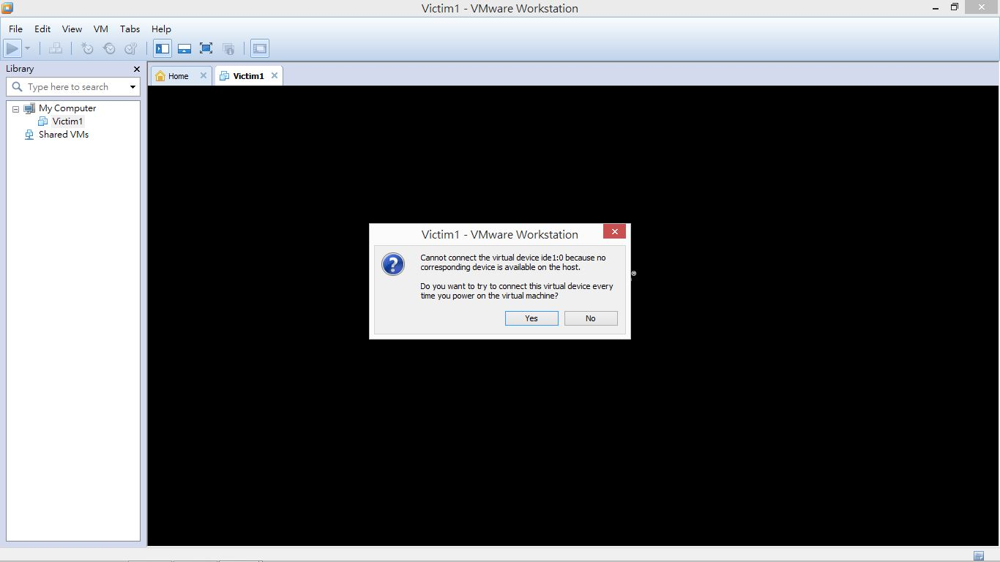 Victim1 - VMware Workstation
File Edit View VM Tabs Help
Library
Type here to search
My Computer
Victim1
Shared VMs
Home
Victim1
Victim1 - VMware Workstation
Cannot connect the virtual device ide1:0 because no
corresponding device is available on the host.
Do you want to try to connect this virtual device every
time you power on the virtual machine?
Yes
No
®